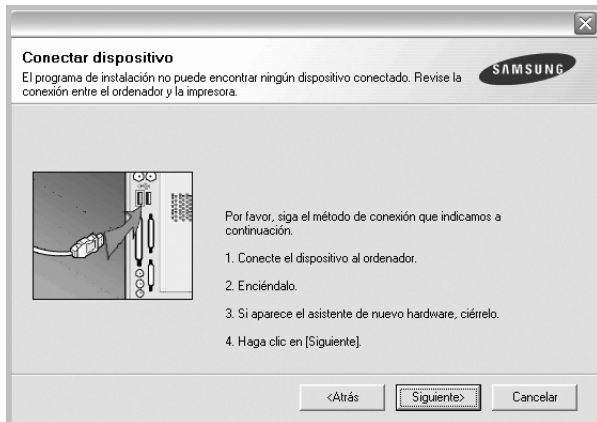 Conectar dispositivo
El programa de instalación no puede encontrar ningún dispositivo conectado. Revise la
conexión entre el ordenador y la impresora.
SAMSUNG
Por favor, siga el método de conexión que indicamos a
continuación.
1. Conecte el dispositivo al ordenador.
2. Enciéndalo.
3. Si aparece el asistente de nuevo hardware, ciérrelo.
4. Haga clic en [Siguiente].
<Atrás
Siguiente>
Cancelar